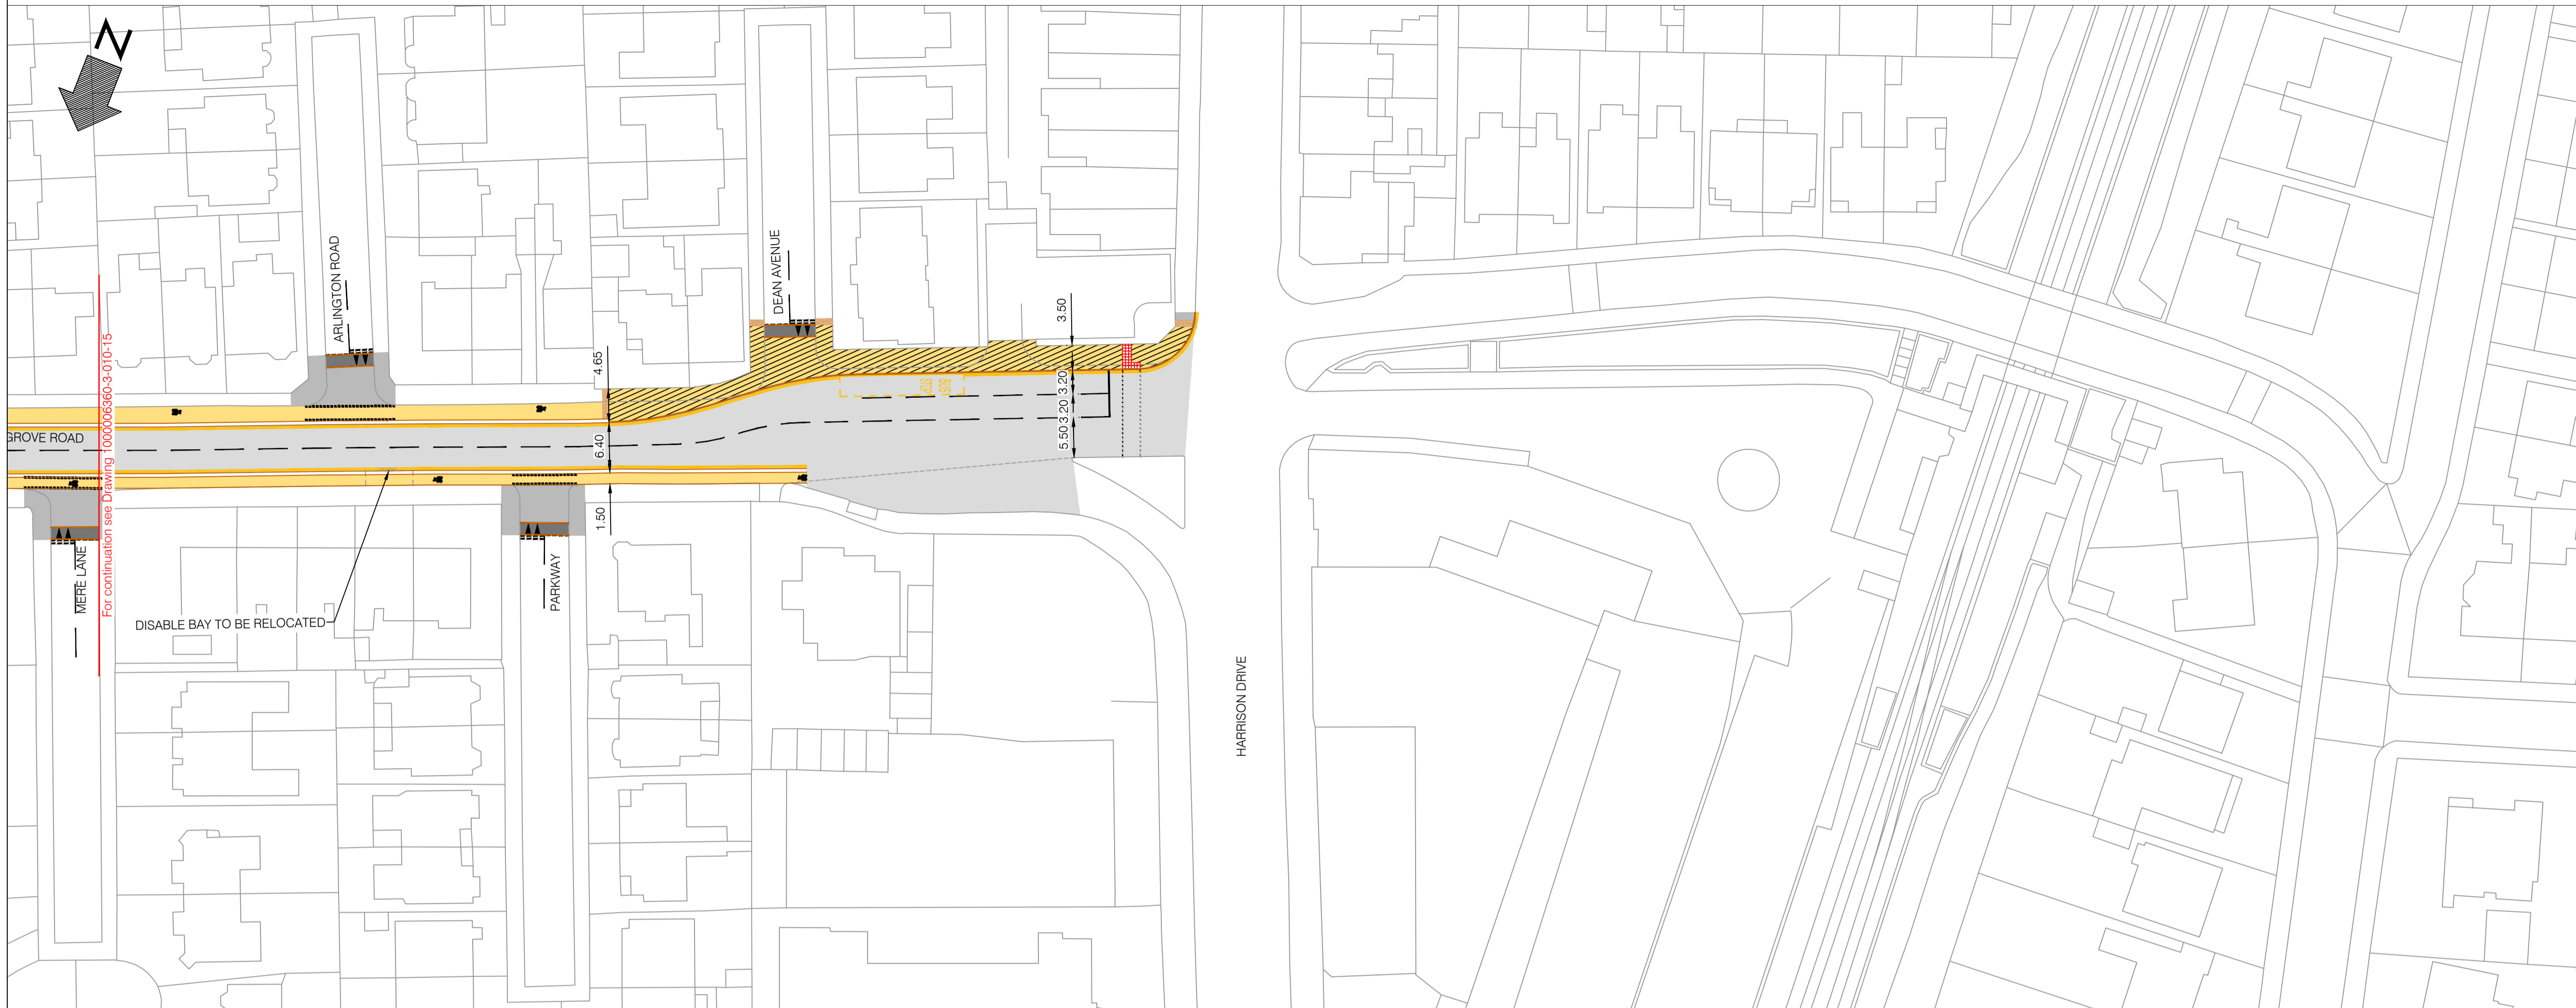 N
ARLINGTON ROAD
DEAN AVENUE
For continuation see Drawing 1000006360-3-010-15
4.65
3.50
BUS STOP
3.20
3.20
5.50
GROVE ROAD
6.40
1.50
MERE LANE
PARKWAY
DISABLE BAY TO BE RELOCATED
HARRISON DRIVE